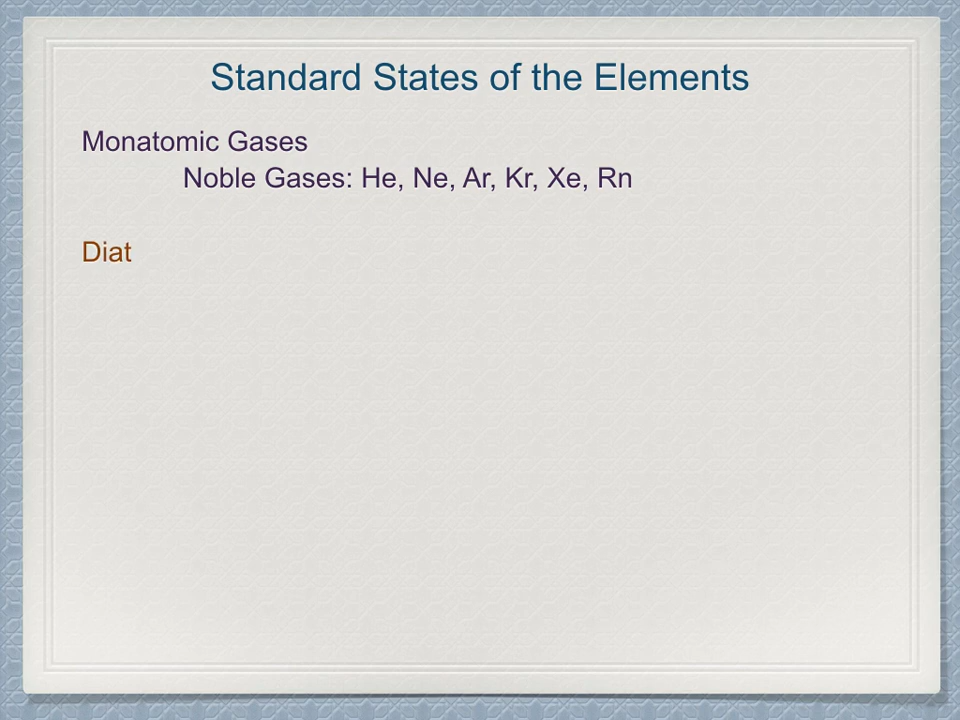 Standard States of the Elements
Monatomic Gases
Noble Gases: He, Ne, Ar, Kr, Xe, Rn
Diat